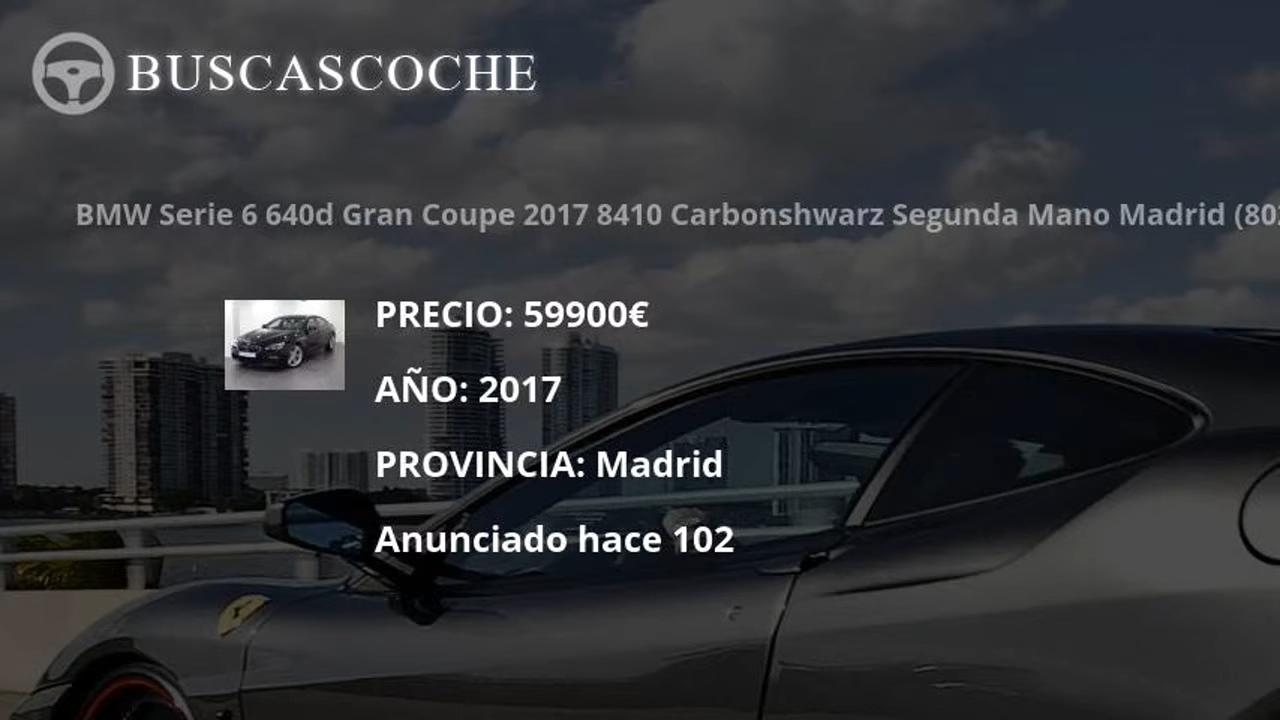 BUSCASCOCHE
BMW Serie 6 640d Gran Coupe 2017 8410 Carbonshwarz Segunda Mano Madrid (80
PRECIO: 59900€
AÑO: 2017
PROVINCIA: Madrid
Anunciado hace 102